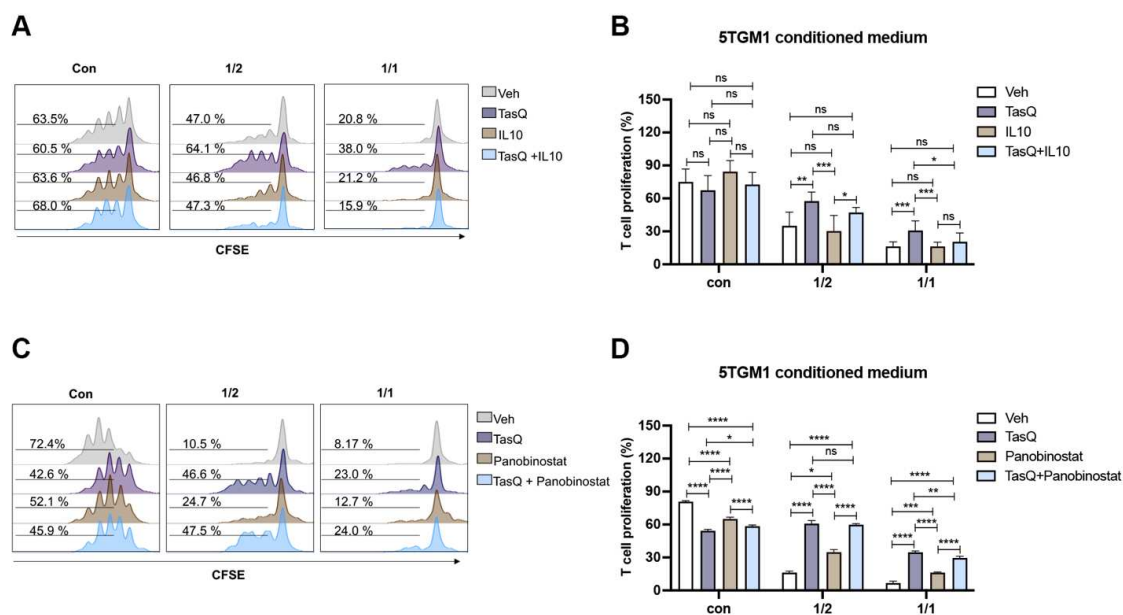 A
Con
1/2
1/1
63.5%
60.5 %
63.6 %
68.0 %
47.0 %
64.1 %
46.8 %
47.3 %
20.8 %
38.0 %
21.2 %
15.9 %
Veh
TasQ
IL10
TasQ +IL10
CFSE
B
5TGM1 conditioned medium
T cell proliferation (%)
150
120
90
60
30
0
ns
ns
ns
ns
ns
ns
ns
ns
**
***
*
ns
*
ns
***
***
ns
con
1/2
1/1
Veh
TasQ
IL10
TasQ+IL10
C
Con
1/2
1/1
72.4%
42.6 %
52.1 %
45.9 %
10.5 %
46.6 %
24.7 %
47.5 %
8.17 %
23.0 %
12.7 %
24.0 %
Veh
TasQ
Panobinostat
TasQ + Panobinostat
CFSE
D
5TGM1 conditioned medium
T cell proliferation (%)
150
120
90
60
30
0
****
*
****
****
****
****
****
ns
*
****
****
****
****
**
***
****
****
****
con
1/2
1/1
Veh
TasQ
Panobinostat
TasQ+Panobinostat